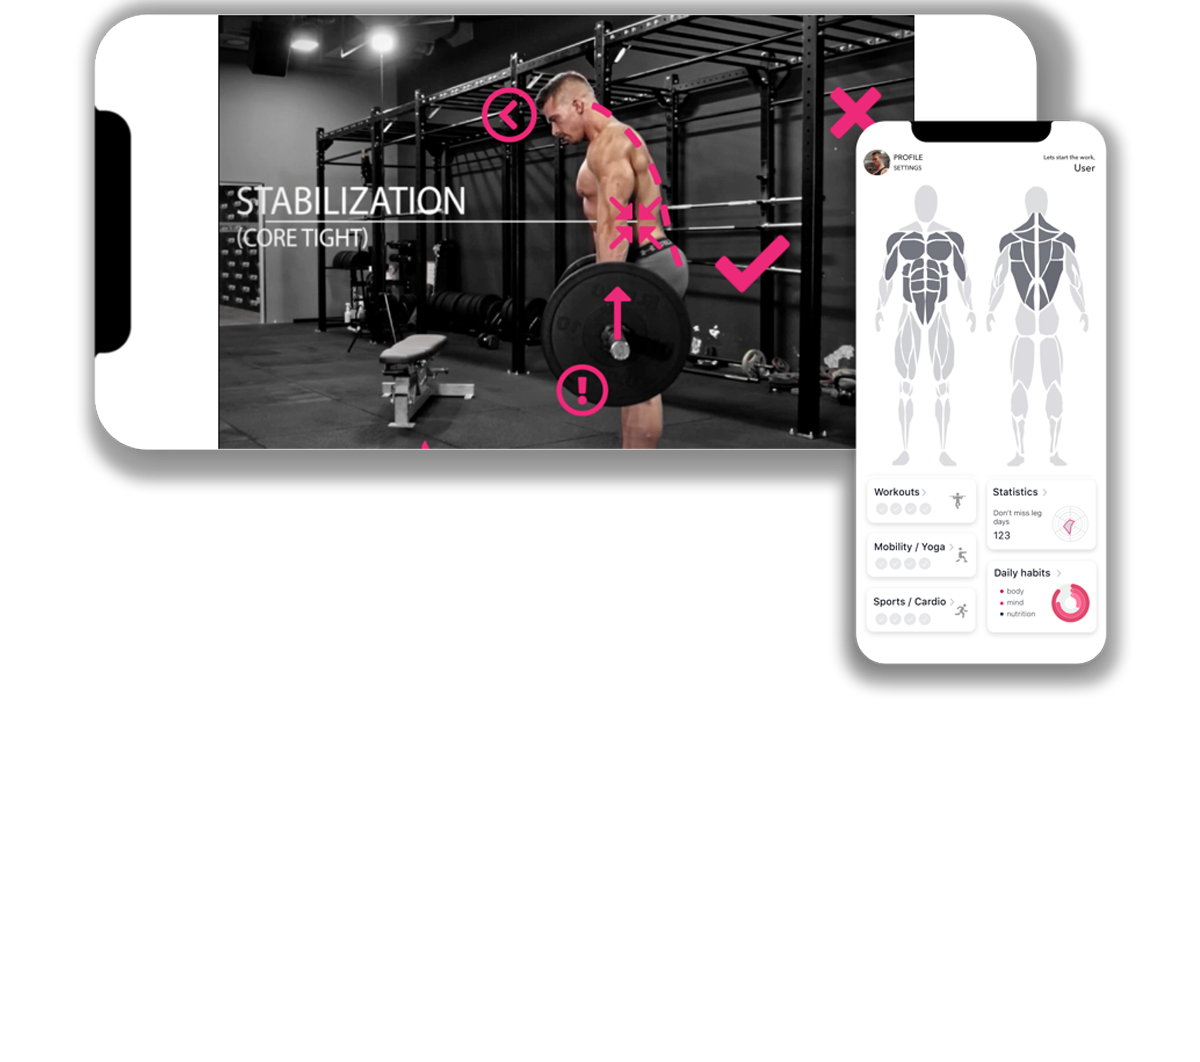 STABILIZATION
(CORE TIGHT)
PROFILE
SETTINGS
Lets start the work,
User
Workouts
Mobility / Yoga
Sports / Cardio
Statistics
Don't miss leg
days
123
Daily habits
body
mind
nutrition